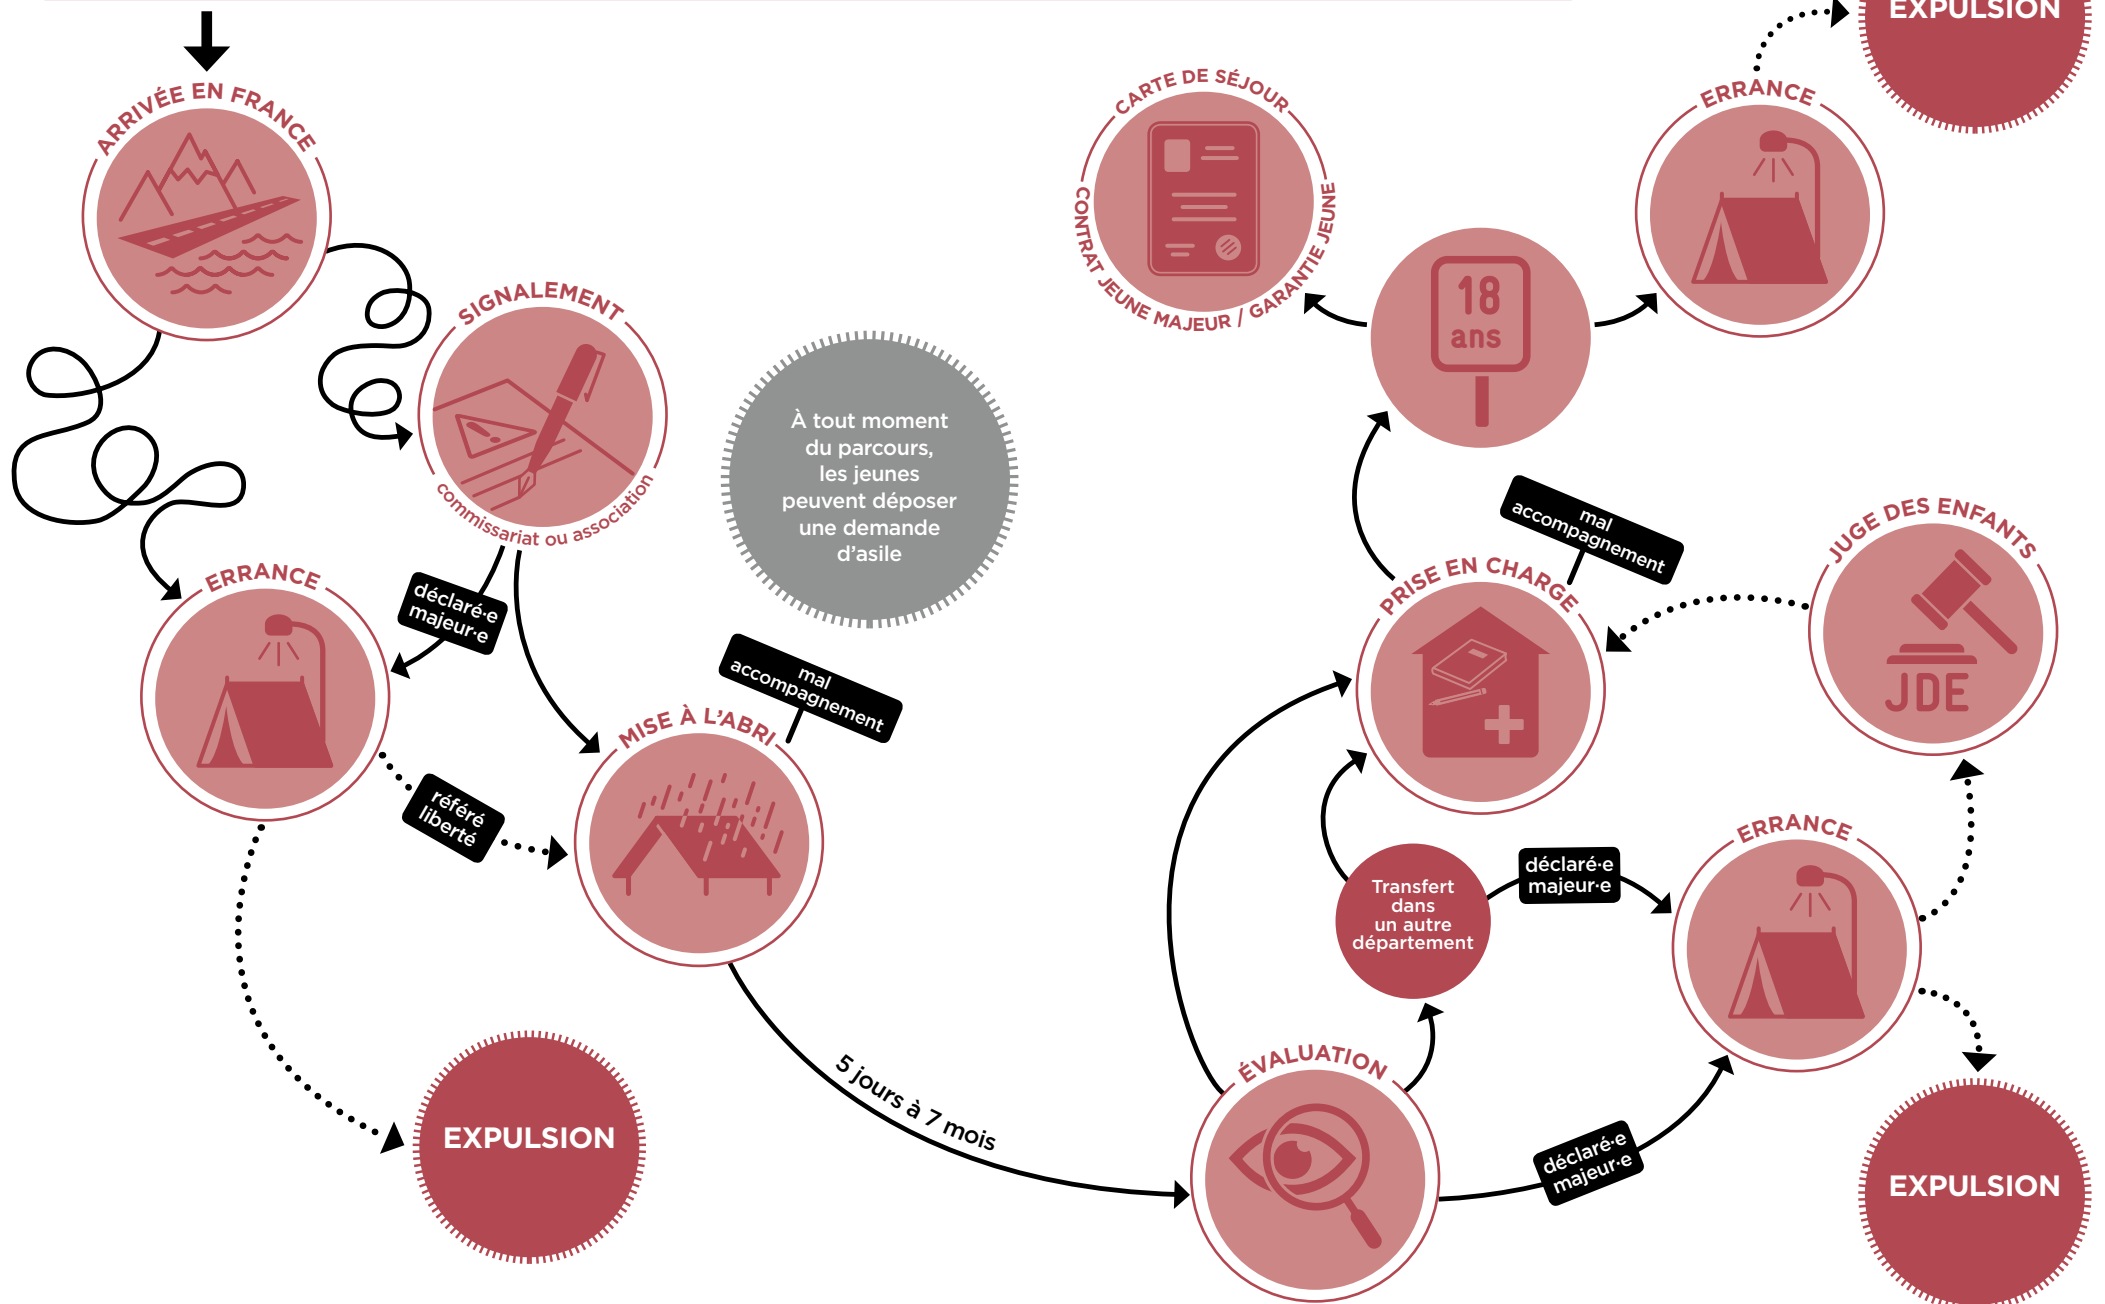 EXPULSION
ARRIVÉE EN FRANCE
CARTE DE SÉJOUR
CONTRAT JEUNE MAJEUR / GARANTIE JEUNE
ERRANCE
18
ans
SIGNALEMENT
commissariat ou association
À tout moment
du parcours,
les jeunes
peuvent déposer
une demande
d'asile
mal
accompagnement
JUGE DES ENFANTS
JDE
PRISE EN CHARGE
ERRANCE
déclaré·e
majeur·e
mal
accompagnement
MISE À L'ABRI
référé
liberté
Transfert
dans
un autre
département
déclaré·e
majeur·e
ERRANCE
5 jours à 7 mois
ÉVALUATION
déclaré·e
majeur·e
EXPULSION
EXPULSION